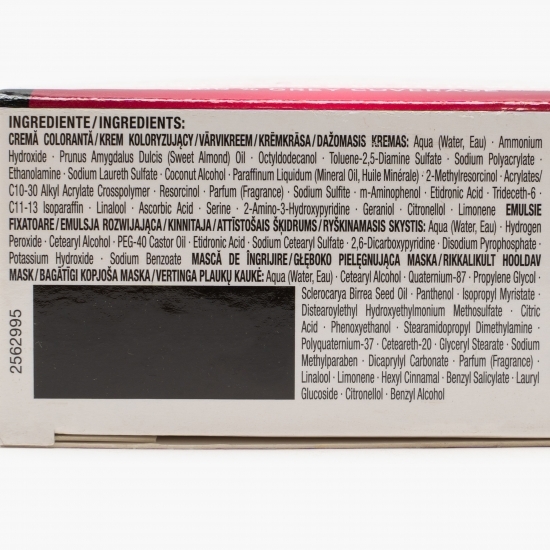 GREY COVERAGE
INGREDIENTE/INGREDIENTS:
CREMĂ COLORANTĂ/KREM KOLORYZUJĄCY/VÄRVIKREEM/KRĒMKRĀSA/DAŽOMASIS KREMAS: Aqua (Water, Eau) · Ammonium
Hydroxide · Prunus Amygdalus Dulcis (Sweet Almond) Oil · Octyldodecanol · Toluene-2,5-Diamine Sulfate · Sodium Polyacrylate ·
Ethanolamine · Sodium Laureth Sulfate · Coconut Alcohol · Paraffinum Liquidum (Mineral Oil, Huile Minérale) · 2-Methylresorcinol · Acrylates/
C10-30 Alkyl Acrylate Crosspolymer · Resorcinol · Parfum (Fragrance) · Sodium Sulfite · m-Aminophenol · Etidronic Acid · Trideceth-6 ·
C11-13 Isoparaffin · Linalool · Ascorbic Acid · Serine · 2-Amino-3-Hydroxypyridine · Geraniol · Citronellol · Limonene EMULSIE
FIXATOARE/EMULSJA ROZWIJAJĄCA/KINNITAJA/ATTĪSTOŠAIS ŠĶIDRUMS/RYŠKINAMASIS SKYSTIS: Aqua (Water, Eau) · Hydrogen
Peroxide · Cetearyl Alcohol · PEG-40 Castor Oil · Etidronic Acid · Sodium Cetearyl Sulfate · 2,6-Dicarboxypyridine · Disodium Pyrophosphate ·
Potassium Hydroxide · Sodium Benzoate MASCĂ DE ÎNGRIJIRE/GŁĘBOKO PIELĘGNUJĄCA MASKA/RIKKALIKULT HOOLDAV
MASK/BAGĀTĪGI KOPJOŠA MASKA/VERTINGA PLAUKŲ KAUKĖ: Aqua (Water, Eau) · Cetearyl Alcohol · Quaternium-87 · Propylene Glycol ·
Sclerocarya Birrea Seed Oil · Panthenol · Isopropyl Myristate ·
Distearoylethyl Hydroxyethylmonium Methosulfate · Citric
Acid · Phenoxyethanol · Stearamidopropyl Dimethylamine ·
Polyquaternium-37 · Ceteareth-20 · Glyceryl Stearate · Sodium
Methylparaben · Dicaprylyl Carbonate · Parfum (Fragrance) ·
Linalool · Limonene · Hexyl Cinnamal · Benzyl Salicylate · Lauryl
Glucoside · Citronellol · Benzyl Alcohol
2562995